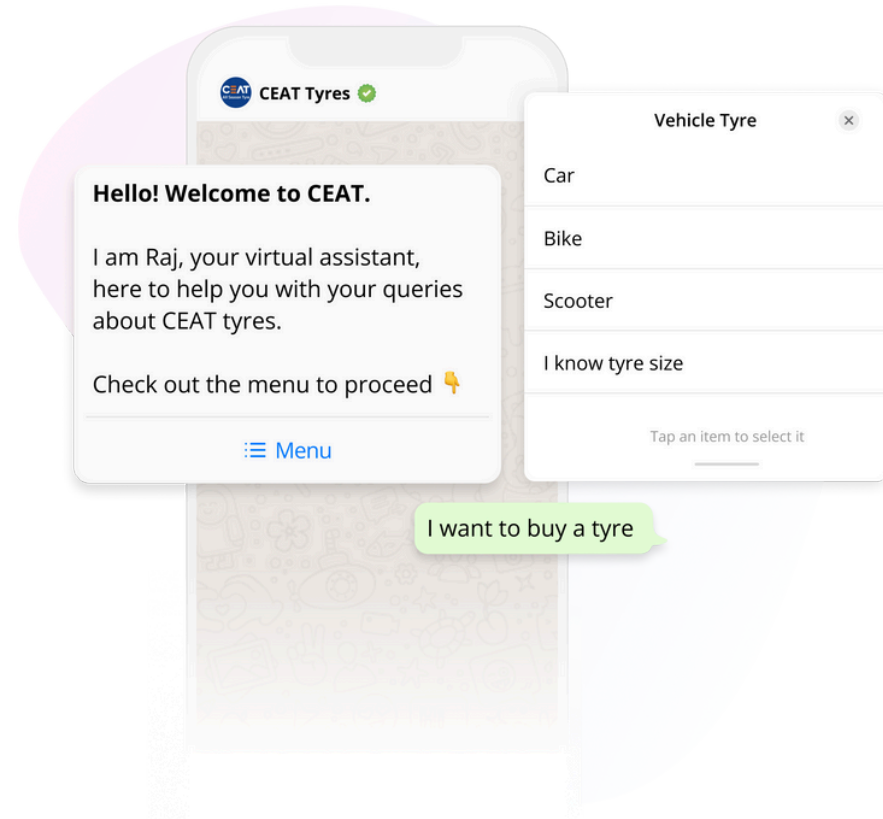 CEAT
CEAT Tyres
Hello! Welcome to CEAT.
I am Raj, your virtual assistant,
here to help you with your queries
about CEAT tyres.
Check out the menu to proceed 👇
Menu
Vehicle Tyre
Car
Bike
Scooter
I know tyre size
Tap an item to select it
I want to buy a tyre